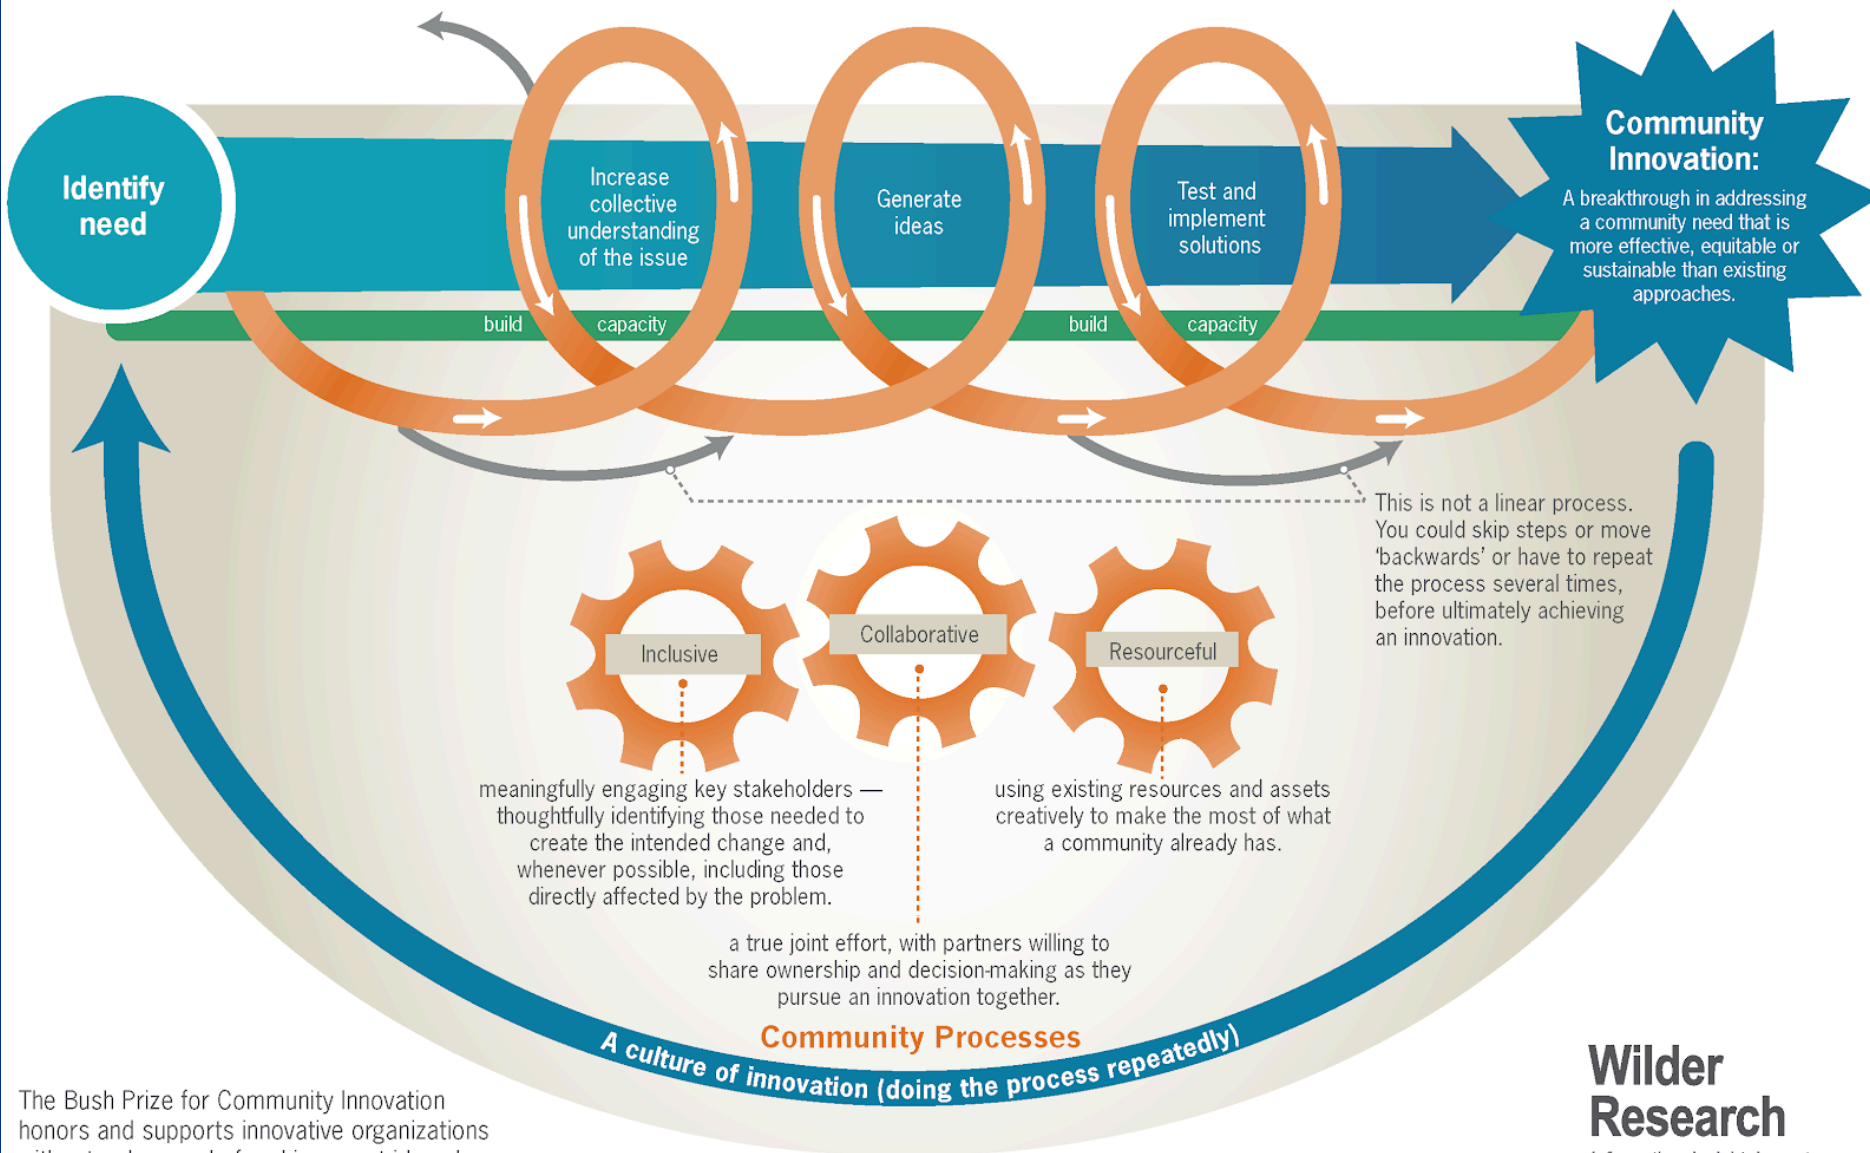 Identify
need
Increase
collective
understanding
of the issue
Generate
ideas
Test and
implement
solutions
Community
Innovation:
A breakthrough in addressing
a community need that is
more effective, equitable or
sustainable than existing
approaches.
build capacity
build capacity
This is not a linear process.
You could skip steps or move
‘backwards’ or have to repeat
the process several times,
before ultimately achieving
an innovation.
Inclusive
Collaborative
Resourceful
meaningfully engaging key stakeholders —
thoughtfully identifying those needed to
create the intended change and,
whenever possible, including those
directly affected by the problem.
using existing resources and assets
creatively to make the most of what
a community already has.
a true joint effort, with partners willing to
share ownership and decision-making as they
pursue an innovation together.
Community Processes
A culture of innovation (doing the process repeatedly)
The Bush Prize for Community Innovation
honors and supports innovative organizations
Wilder
Research